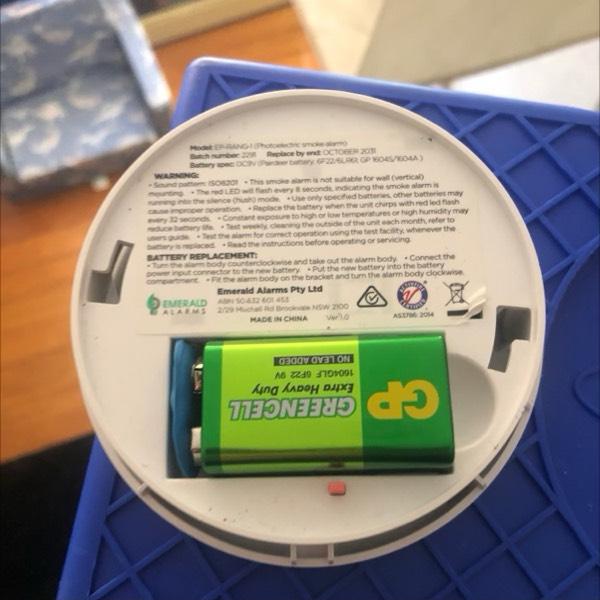 Model: EP-RANG-1 (Photoelectric smoke alarm)
Batch number: 2291 Replace by end: OCTOBER 2031
Battery spec: DC9V (Pairdeer battery, 6F22/6LR61; GP 1604S/1604A )
WARNING:
• Sound pattern: ISO8201 • This smoke alarm is not suitable for wall (vertical)
mounting. • The red LED will flash every 8 seconds, indicating the smoke alarm is
running into the silence (hush) mode. • Use only specified batteries, other batteries may
cause improper operation. • Replace the battery when the unit chirps with red led flash
every 32 seconds. • Constant exposure to high or low temperatures or high humidity may
reduce battery life. • Test weekly, cleaning the outside of the unit each month, refer to
users guide. • Test the alarm for correct operation using the test facility, whenever the
battery is replaced. • Read the instructions before operating or servicing.
BATTERY REPLACEMENT:
• Turn the alarm body counterclockwise and take out the alarm body. • Connect the
power input connector to the new battery. • Put the new battery into the battery
compartment. • Fit the alarm body on the bracket and turn the alarm body clockwise.
Emerald Alarms Pty Ltd
ABN 50 632 601 453
2/29 Mitchell Rd Brookvale NSW 2100
MADE IN CHINA Ver1.0
EMERALD
ALARMS
AS3786: 2014
GP
GREENCELL
Extra Heavy Duty
1604GLF 6F22 9V
NO LEAD ADDED